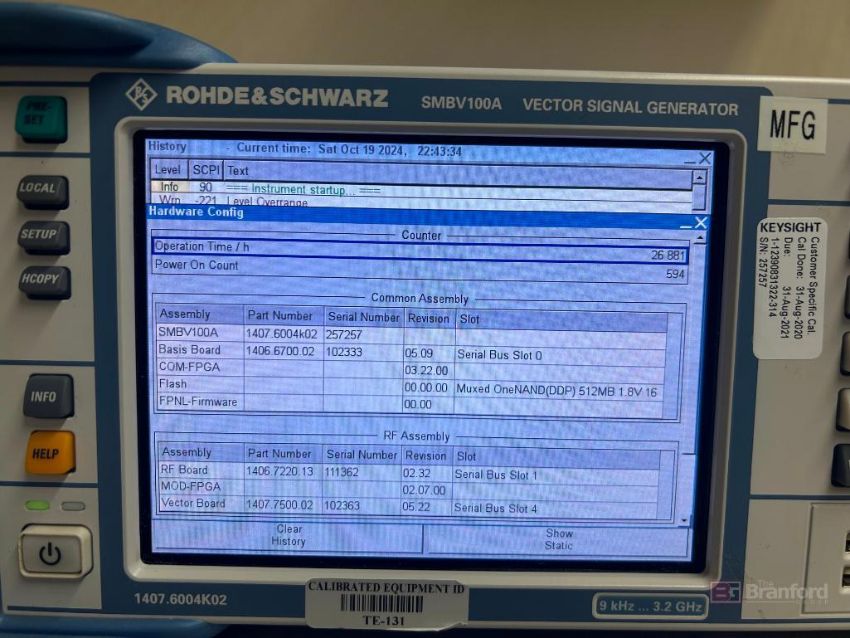 ROHDE&SCHWARZ SMBV100A VECTOR SIGNAL GENERATOR
MFG
PRE-
SET
LOCAL
SETUP
HCOPY
INFO
HELP
History - Current time: Sat Oct 19 2024, 22:43:34
Level SCPI Text
Info 90 === Instrument startup... ===
Wrn -221 Level Overrange
Hardware Config
Counter
Operation Time / h 26 881
Power On Count 594
Common Assembly
Assembly Part Number Serial Number Revision Slot
SMBV100A 1407.6004k02 257257
Basis Board 1406.6700.02 102333 05.09 Serial Bus Slot 0
COM-FPGA 03.22.00
Flash 00.00.00 Muxed OneNAND(DDP) 512MB 1.8V 16
FPNL-Firmware 00.00
RF Assembly
Assembly Part Number Serial Number Revision Slot
RF Board 1406.7220.13 111362 02.32 Serial Bus Slot 1
MOD-FPGA 02.07.00
Vector Board 1407.7500.02 102363 05.22 Serial Bus Slot 4
Clear
History
Show
Static
KEYSIGHT
Customer Specific Cal.
Cal Done: 31-Aug-2020
Due: 31-Aug-2021
1-12390831322-314
S/N: 257257
1407.6004K02
CALIBRATED EQUIPMENT ID
TE-131
9 kHz ... 3.2 GHz
The
Branford